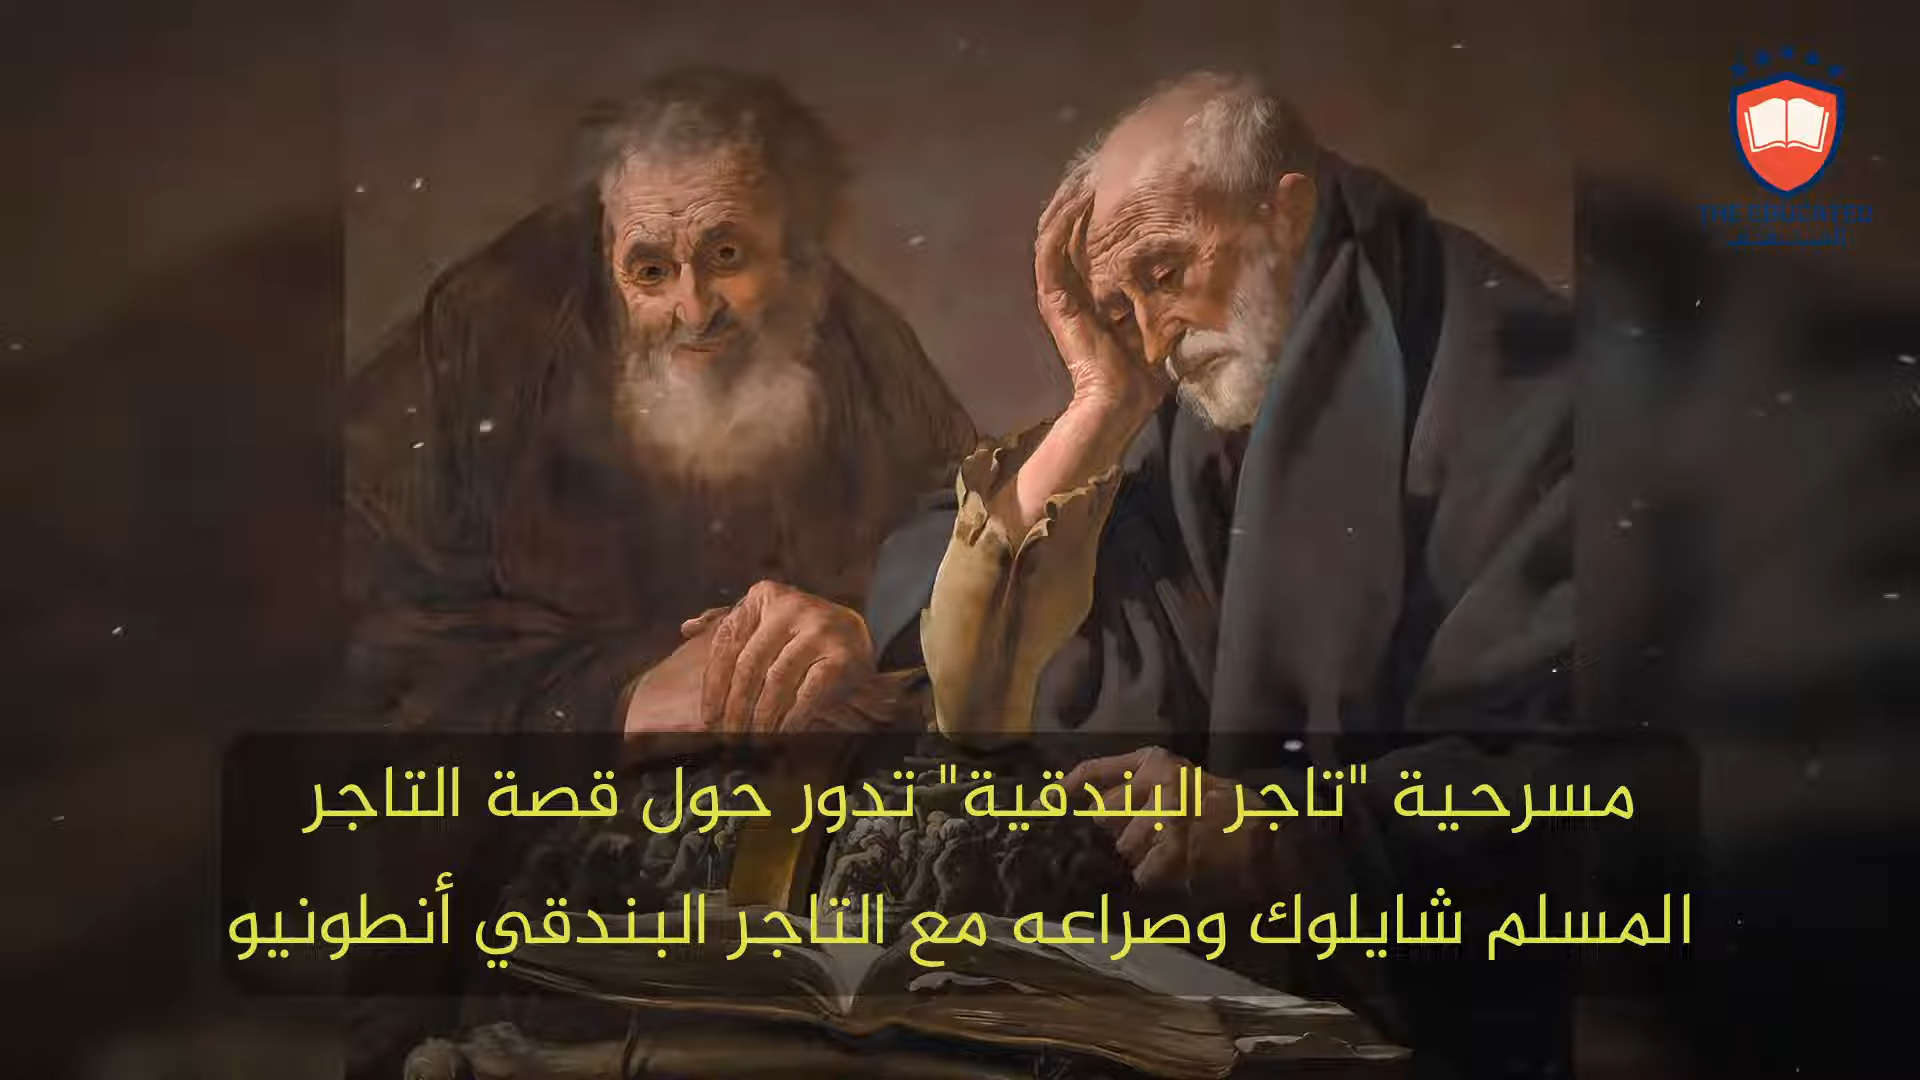 THE EDUCATED
مسرحية "تاجر البندقية" تدور حول قصة التاجر
المسلم شايلوك وصراعه مع التاجر البندقي أنطونيو